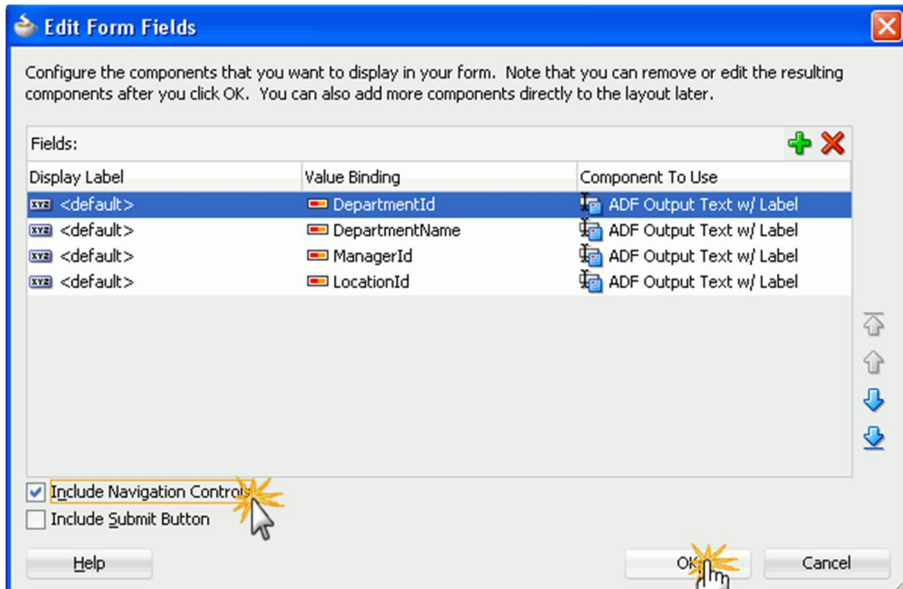 Edit Form Fields
Configure the components that you want to display in your form. Note that you can remove or edit the resulting
components after you click OK. You can also add more components directly to the layout later.
Fields:
Display Label Value Binding Component To Use
XYZ <default> DepartmentId ADF Output Text w/ Label
XYZ <default> DepartmentName ADF Output Text w/ Label
XYZ <default> ManagerId ADF Output Text w/ Label
XYZ <default> LocationId ADF Output Text w/ Label
Include Navigation Controls
Include Submit Button
Help OK Cancel